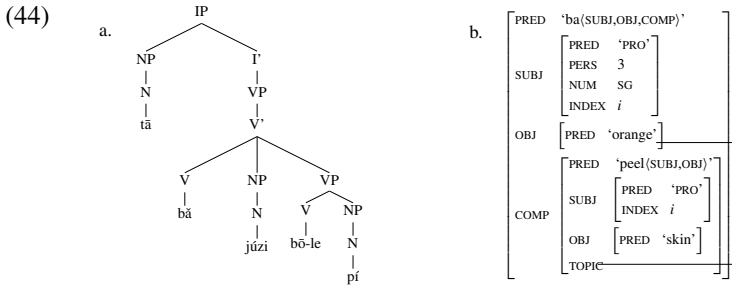 (44)
a.
IP
NP I'
N VP
tā V'
V NP VP
bǎ N V NP
júzi bō-le N
pí
b.
PRED ‘ba⟨SUBJ,OBJ,COMP⟩’
SUBJ
PRED ‘PRO’
PERS 3
NUM SG
INDEX i
OBJ PRED ‘orange’
COMP
PRED ‘peel⟨SUBJ,OBJ⟩’
SUBJ
PRED ‘PRO’
INDEX i
OBJ PRED ‘skin’
TOPIC